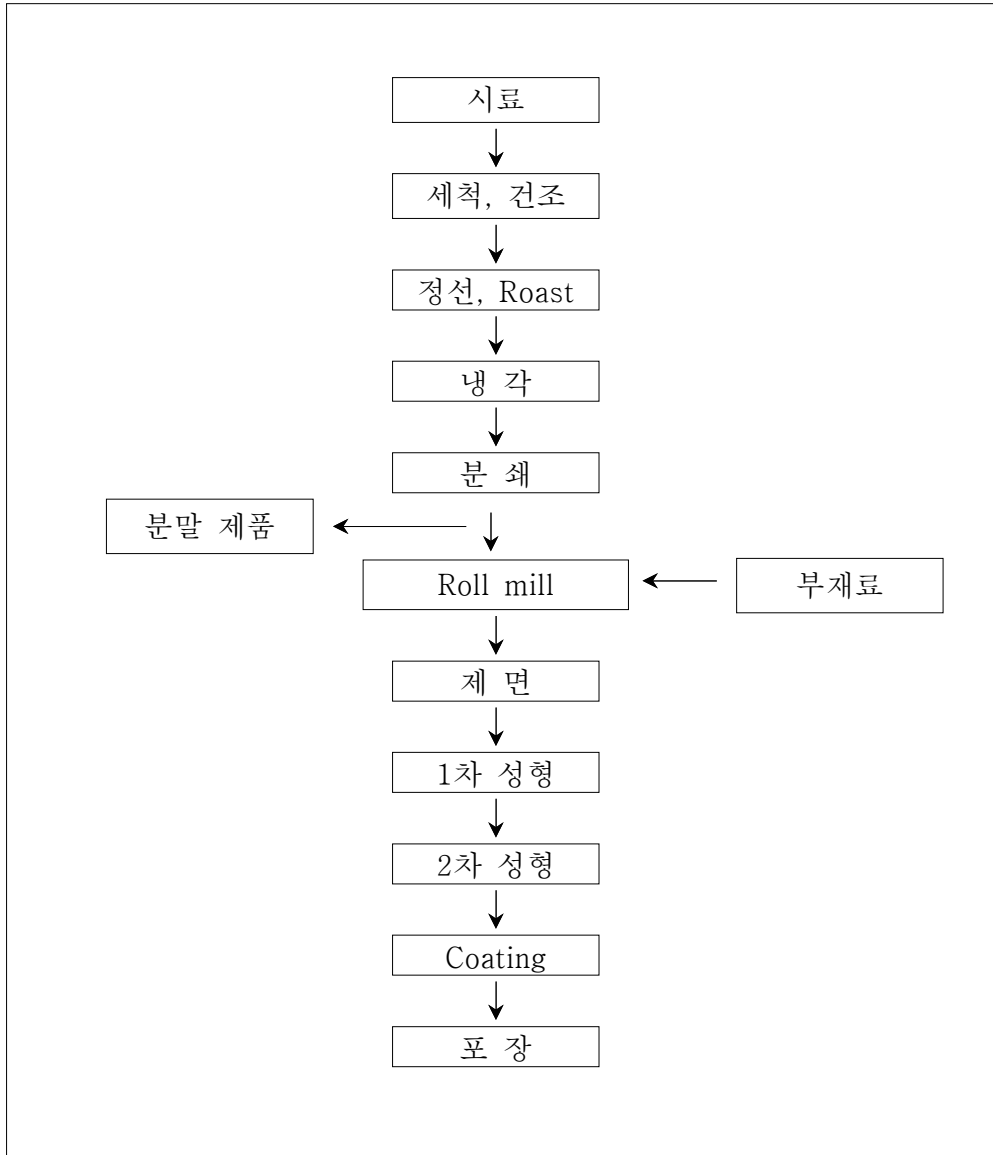 시료
세척, 건조
정선, Roast
냉 각
분 쇄
분말 제품
Roll mill
부재료
제 면
1차 성형
2차 성형
Coating
포 장